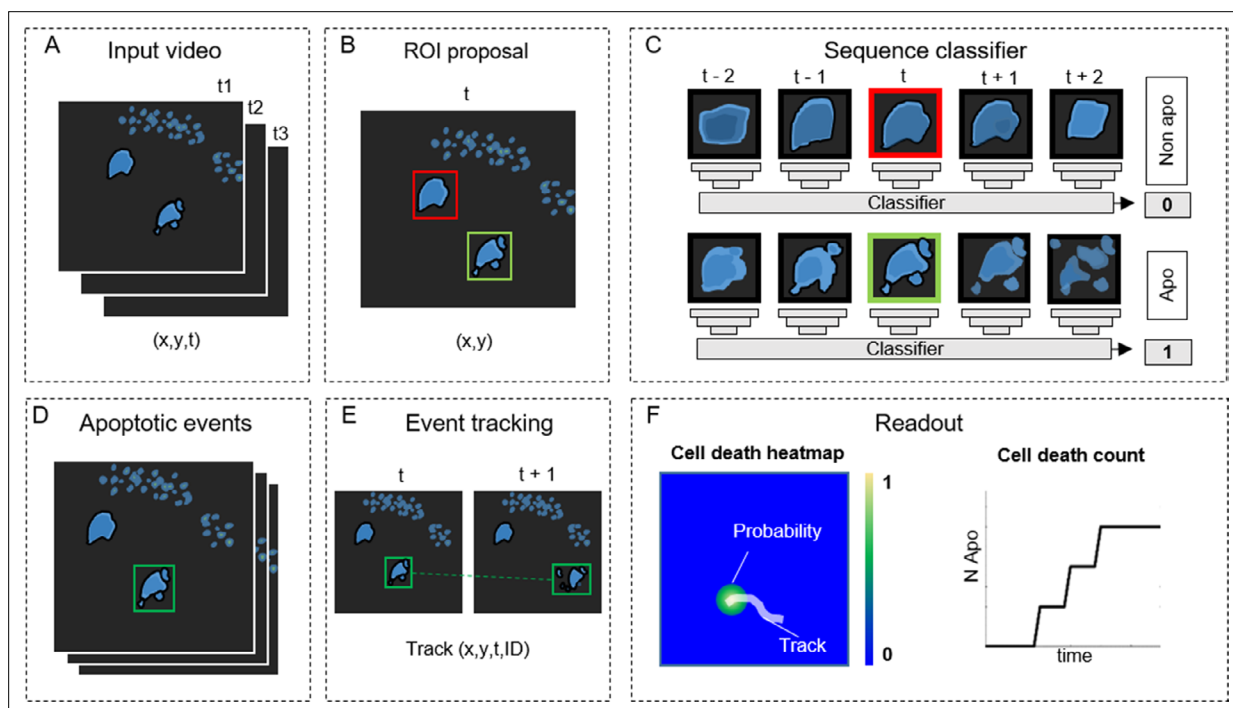 A
Input video
t1
t2
t3
(x,y,t)
B
ROI proposal
t
(x,y)
C
Sequence classifier
t - 2
t - 1
t
t + 1
t + 2
Non apo
Classifier
0
Apo
Classifier
1
D
Apoptotic events
E
Event tracking
t
t + 1
Track (x,y,t,ID)
F
Readout
Cell death heatmap
Probability
Track
1
0
Cell death count
N Apo
time